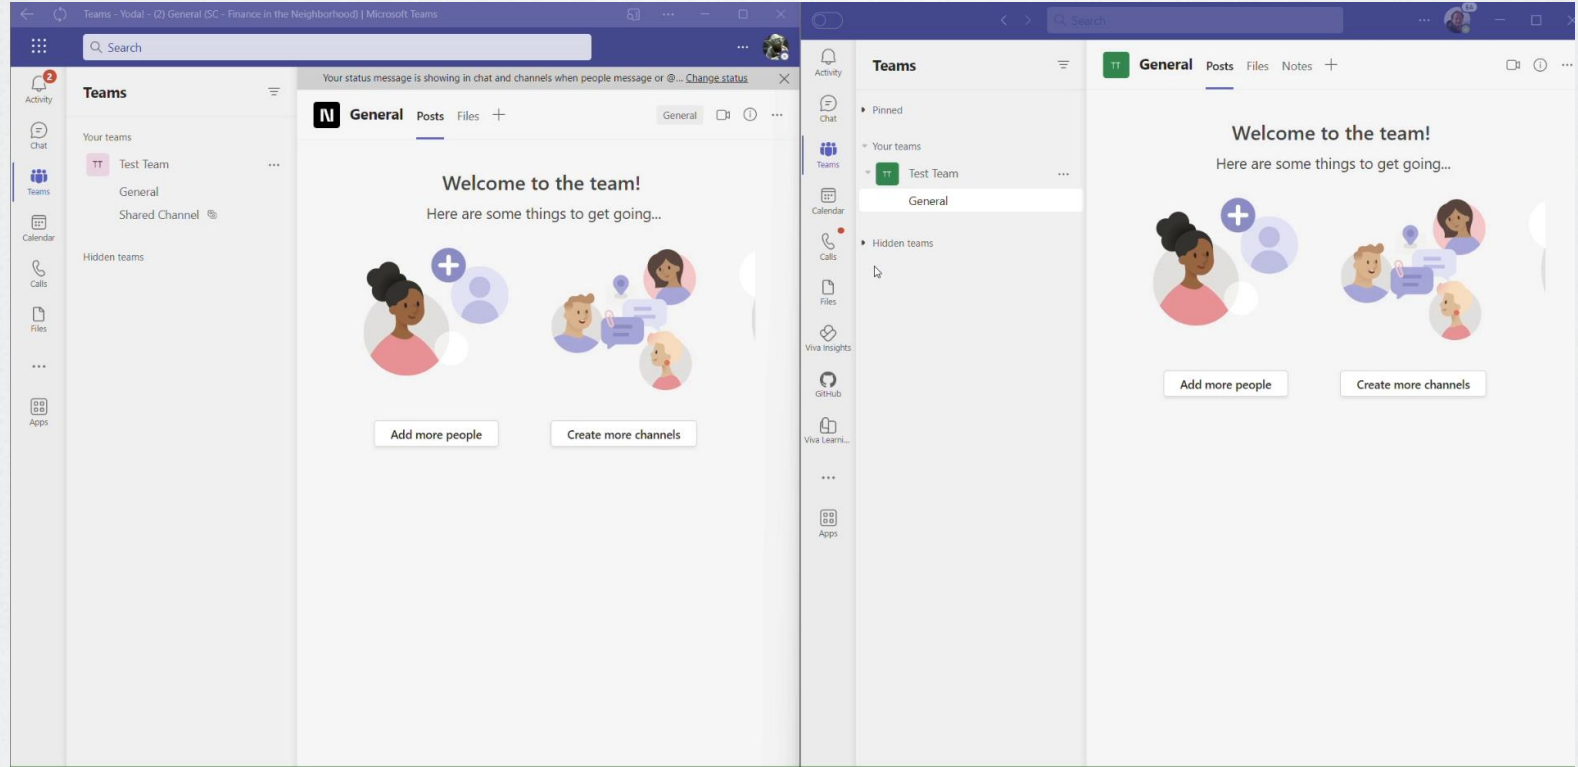 Teams - Yoda! - (2) General (SC - Finance in the Neighborhood) | Microsoft Teams
Search
2
Activity
Chat
Teams
Calendar
Calls
Files
Apps
Teams
Your teams
TT Test Team
General
Shared Channel
Hidden teams
Your status message is showing in chat and channels when people message or @... Change status
N General Posts Files
General
Welcome to the team!
Here are some things to get going...
Add more people
Create more channels
Search
Activity
Chat
Teams
Calendar
Calls
Files
Viva Insights
GitHub
Viva Learni...
Apps
Teams
Pinned
Your teams
TT Test Team
General
Hidden teams
TT General Posts Files Notes
Welcome to the team!
Here are some things to get going...
Add more people
Create more channels